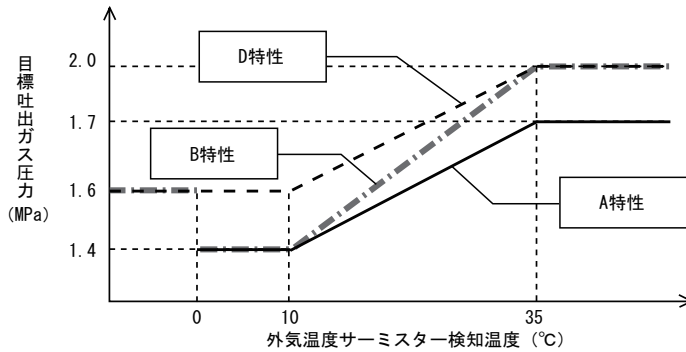 目標吐出ガス圧力
(MPa)
2.0
1.7
1.6
1.4
D特性
B特性
A特性
0
10
35
外気温度サーミスター検知温度（℃）